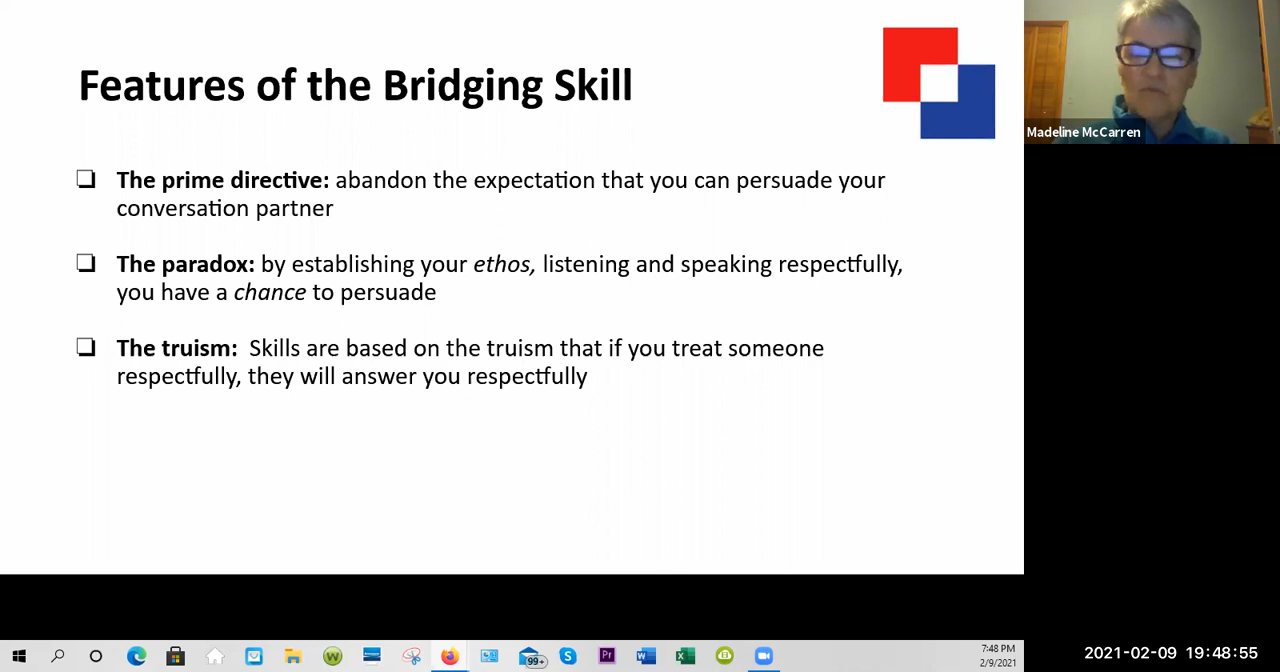 Features of the Bridging Skill
The prime directive: abandon the expectation that you can persuade your
conversation partner
The paradox: by establishing your ethos, listening and speaking respectfully,
you have a chance to persuade
The truism:  Skills are based on the truism that if you treat someone
respectfully, they will answer you respectfully
Madeline McCarren
99+
7:48 PM
2/9/2021
2021-02-09 19:48:55